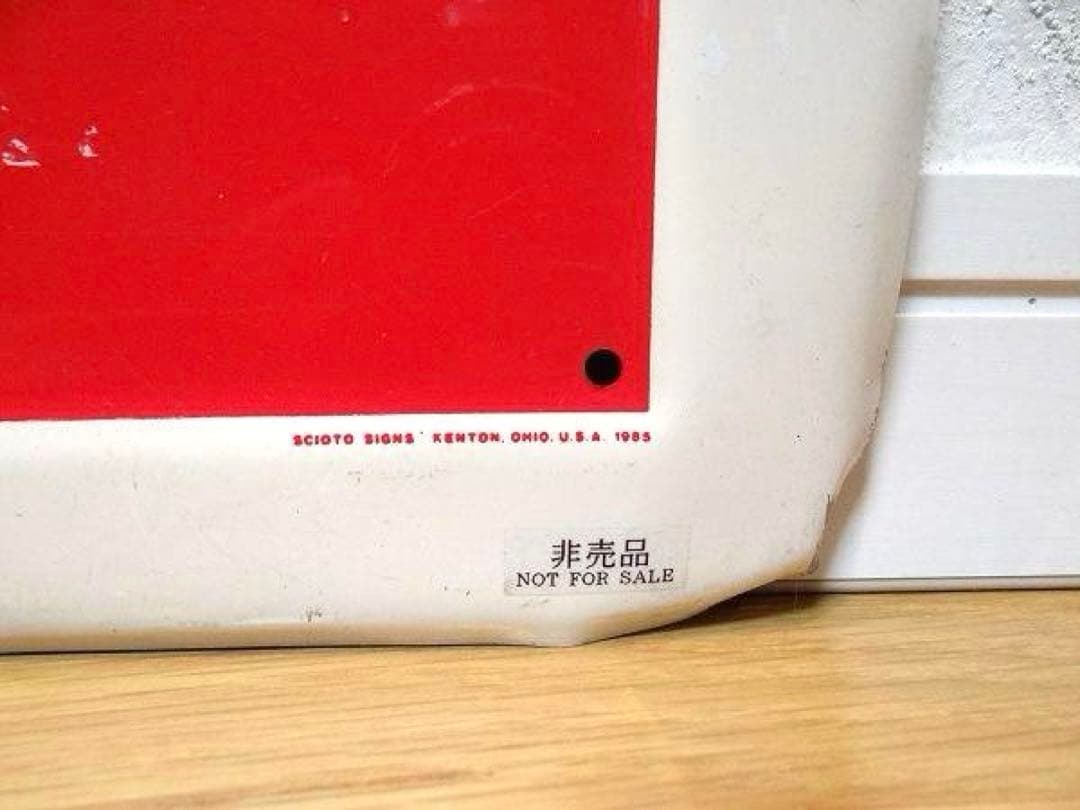 SCIOTO SIGNS KENTON, OHIO, U.S.A. 1985
非売品
NOT FOR SALE